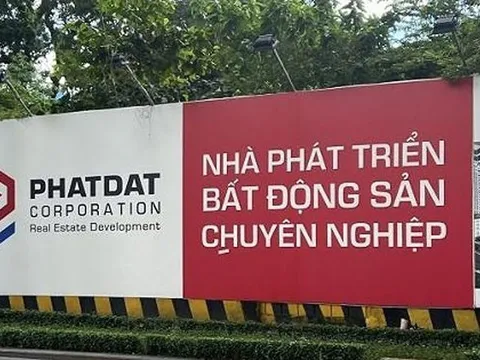 PHATDAT
CORPORATION
Real Estate Development
NHÀ PHÁT TRIỂN
BẤT ĐỘNG SẢN
CHUYÊN NGHIỆP